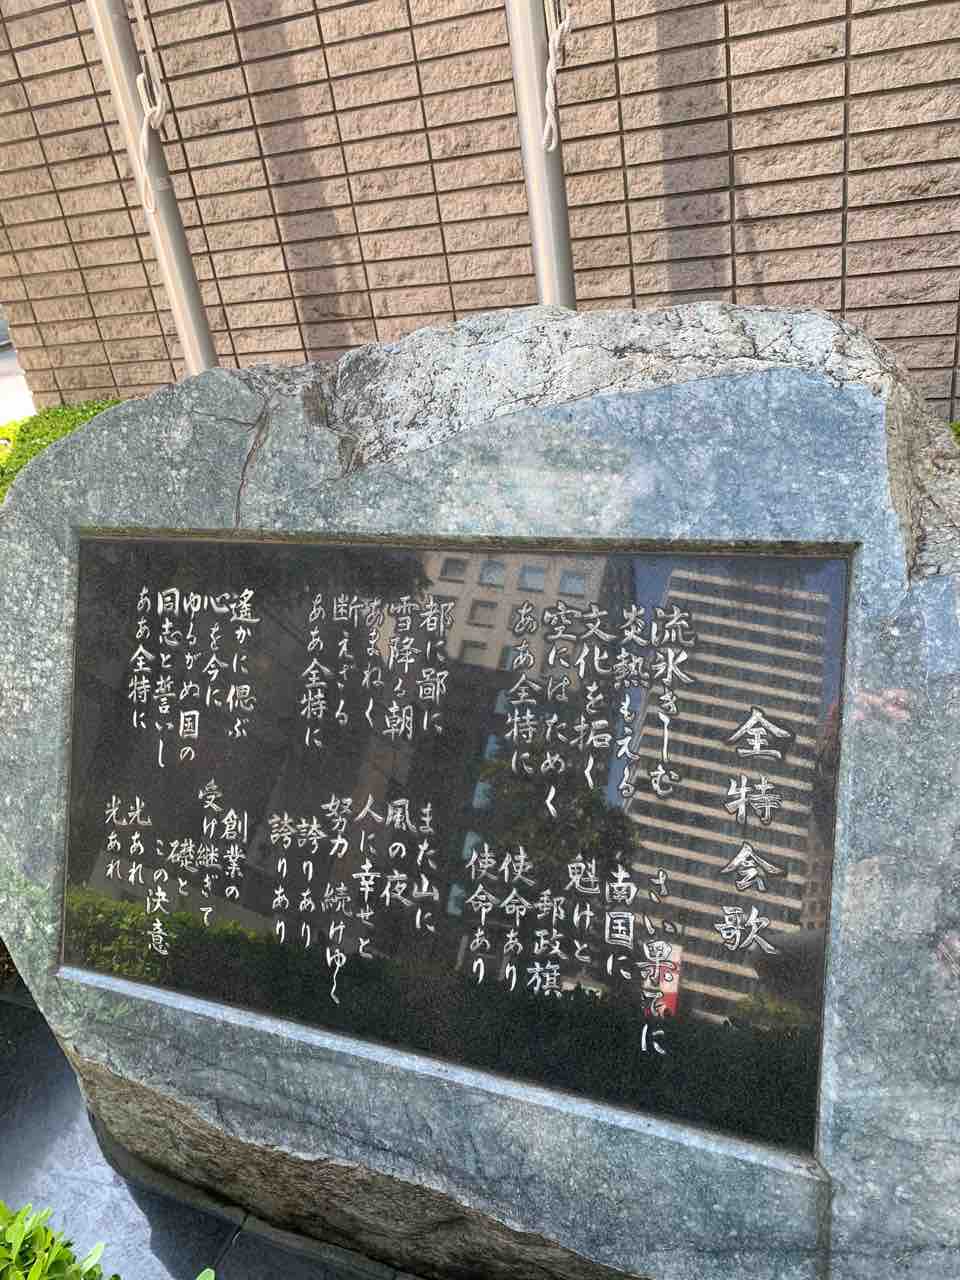 全特会歌
流氷きしむ さい果てに
炎熱もえる 南国に
文化を拓く 魁けと
空にはためく 郵政旗
ああ全特に 使命あり
使命あり
都に鄙に また山に
雪降る朝 風の夜
あまねく 人に幸せと
断えざる 努力 続けゆく
ああ全特に 誇りあり
誇りあり
遙かに偲ぶ 創業の
心を今に 受け継ぎて
ゆるがぬ国の 礎と
同志と誓いし この決意
ああ全特に 光あれ
光あれ